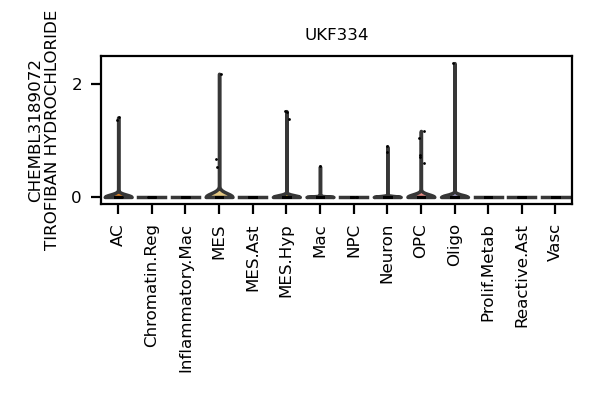 UKF334
CHEMBL3189072
TIROFIBAN HYDROCHLORIDE
2
0
AC
Chromatin.Reg
Inflammatory.Mac
MES
MES.Ast
MES.Hyp
Mac
NPC
Neuron
OPC
Oligo
Prolif.Metab
Reactive.Ast
Vasc